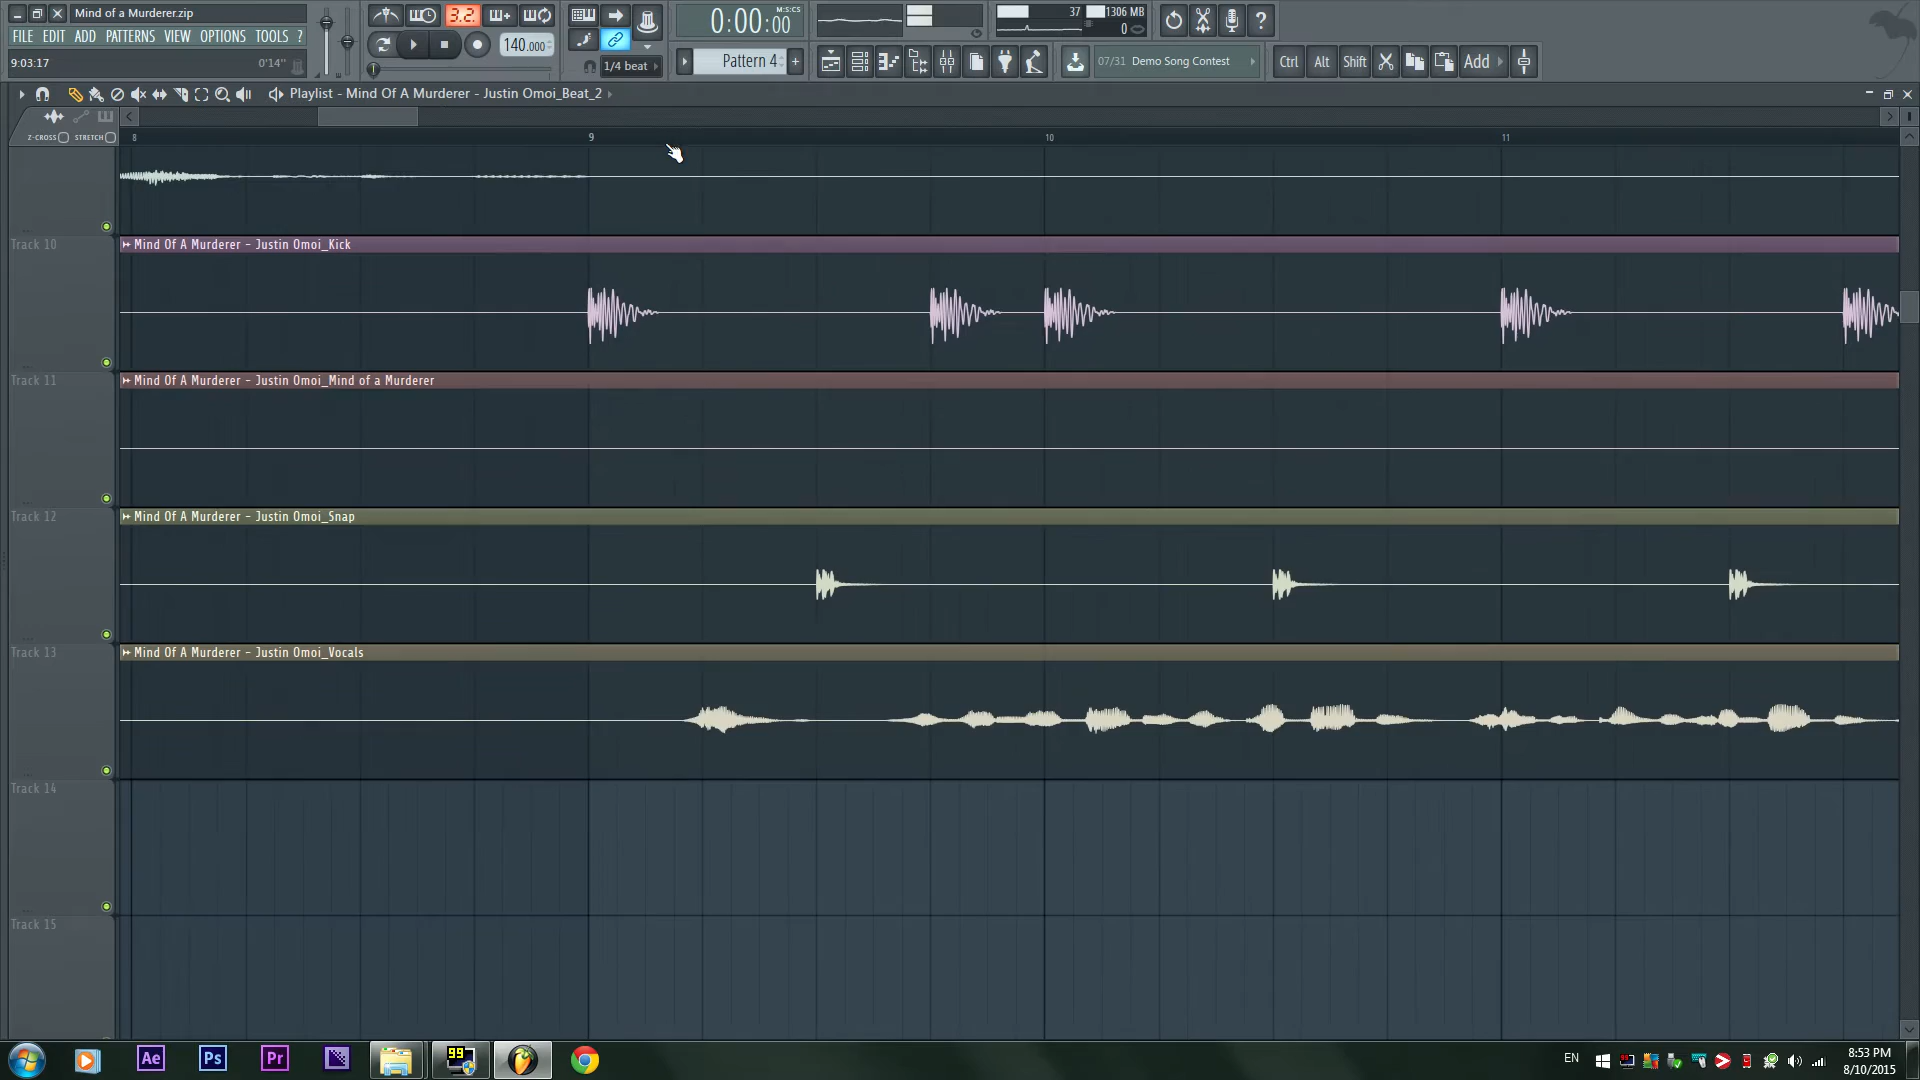 Mind of a Murderer.zip
FILE EDIT ADD PATTERNS VIEW OPTIONS TOOLS ?
9:03:17 0'14"
3.2.
140.000
1/4 beat
M:S:CS
0:00:00
Pattern 4
37 1306 MB
0
07/31 Demo Song Contest
Ctrl Alt Shift Add
Playlist - Mind Of A Murderer - Justin Omoi_Beat_2
Z-CROSS STRETCH
8 9 10 11
Track 10 Mind Of A Murderer - Justin Omoi_Kick
Track 11 Mind Of A Murderer - Justin Omoi_Mind of a Murderer
Track 12 Mind Of A Murderer - Justin Omoi_Snap
Track 13 Mind Of A Murderer - Justin Omoi_Vocals
Track 14
Track 15
Ae Ps Pr 99
EN
8:53 PM
8/10/2015